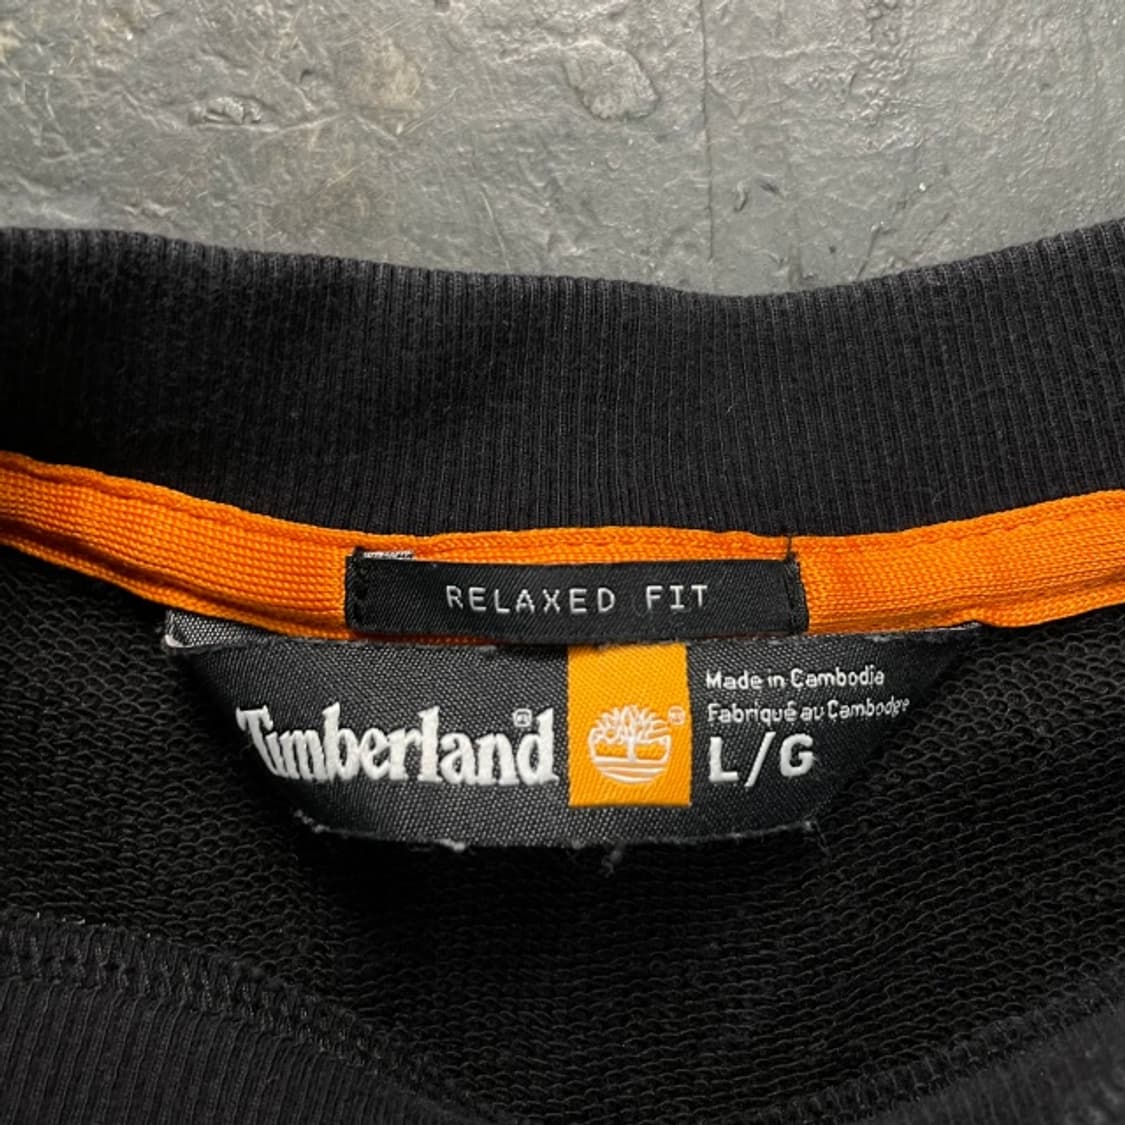 RELAXED FIT
Timberland
Made in Cambodia
Fabriqué au Cambodge
L/G